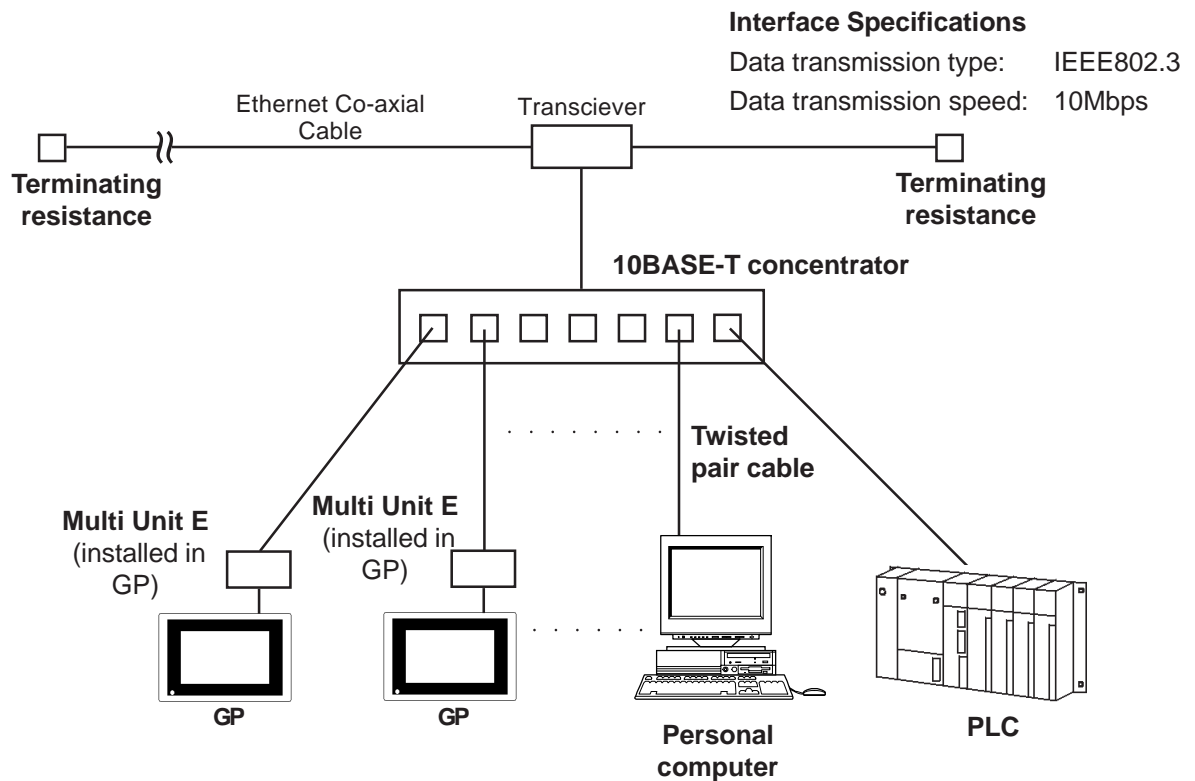 Interface Specifications
Data transmission type: IEEE802.3
Data transmission speed: 10Mbps
Ethernet Co-axial
Cable
Transciever
Terminating
resistance
Terminating
resistance
10BASE-T concentrator
Twisted
pair cable
Multi Unit E
(installed in
GP)
Multi Unit E
(installed in
GP)
GP
GP
Personal
computer
PLC